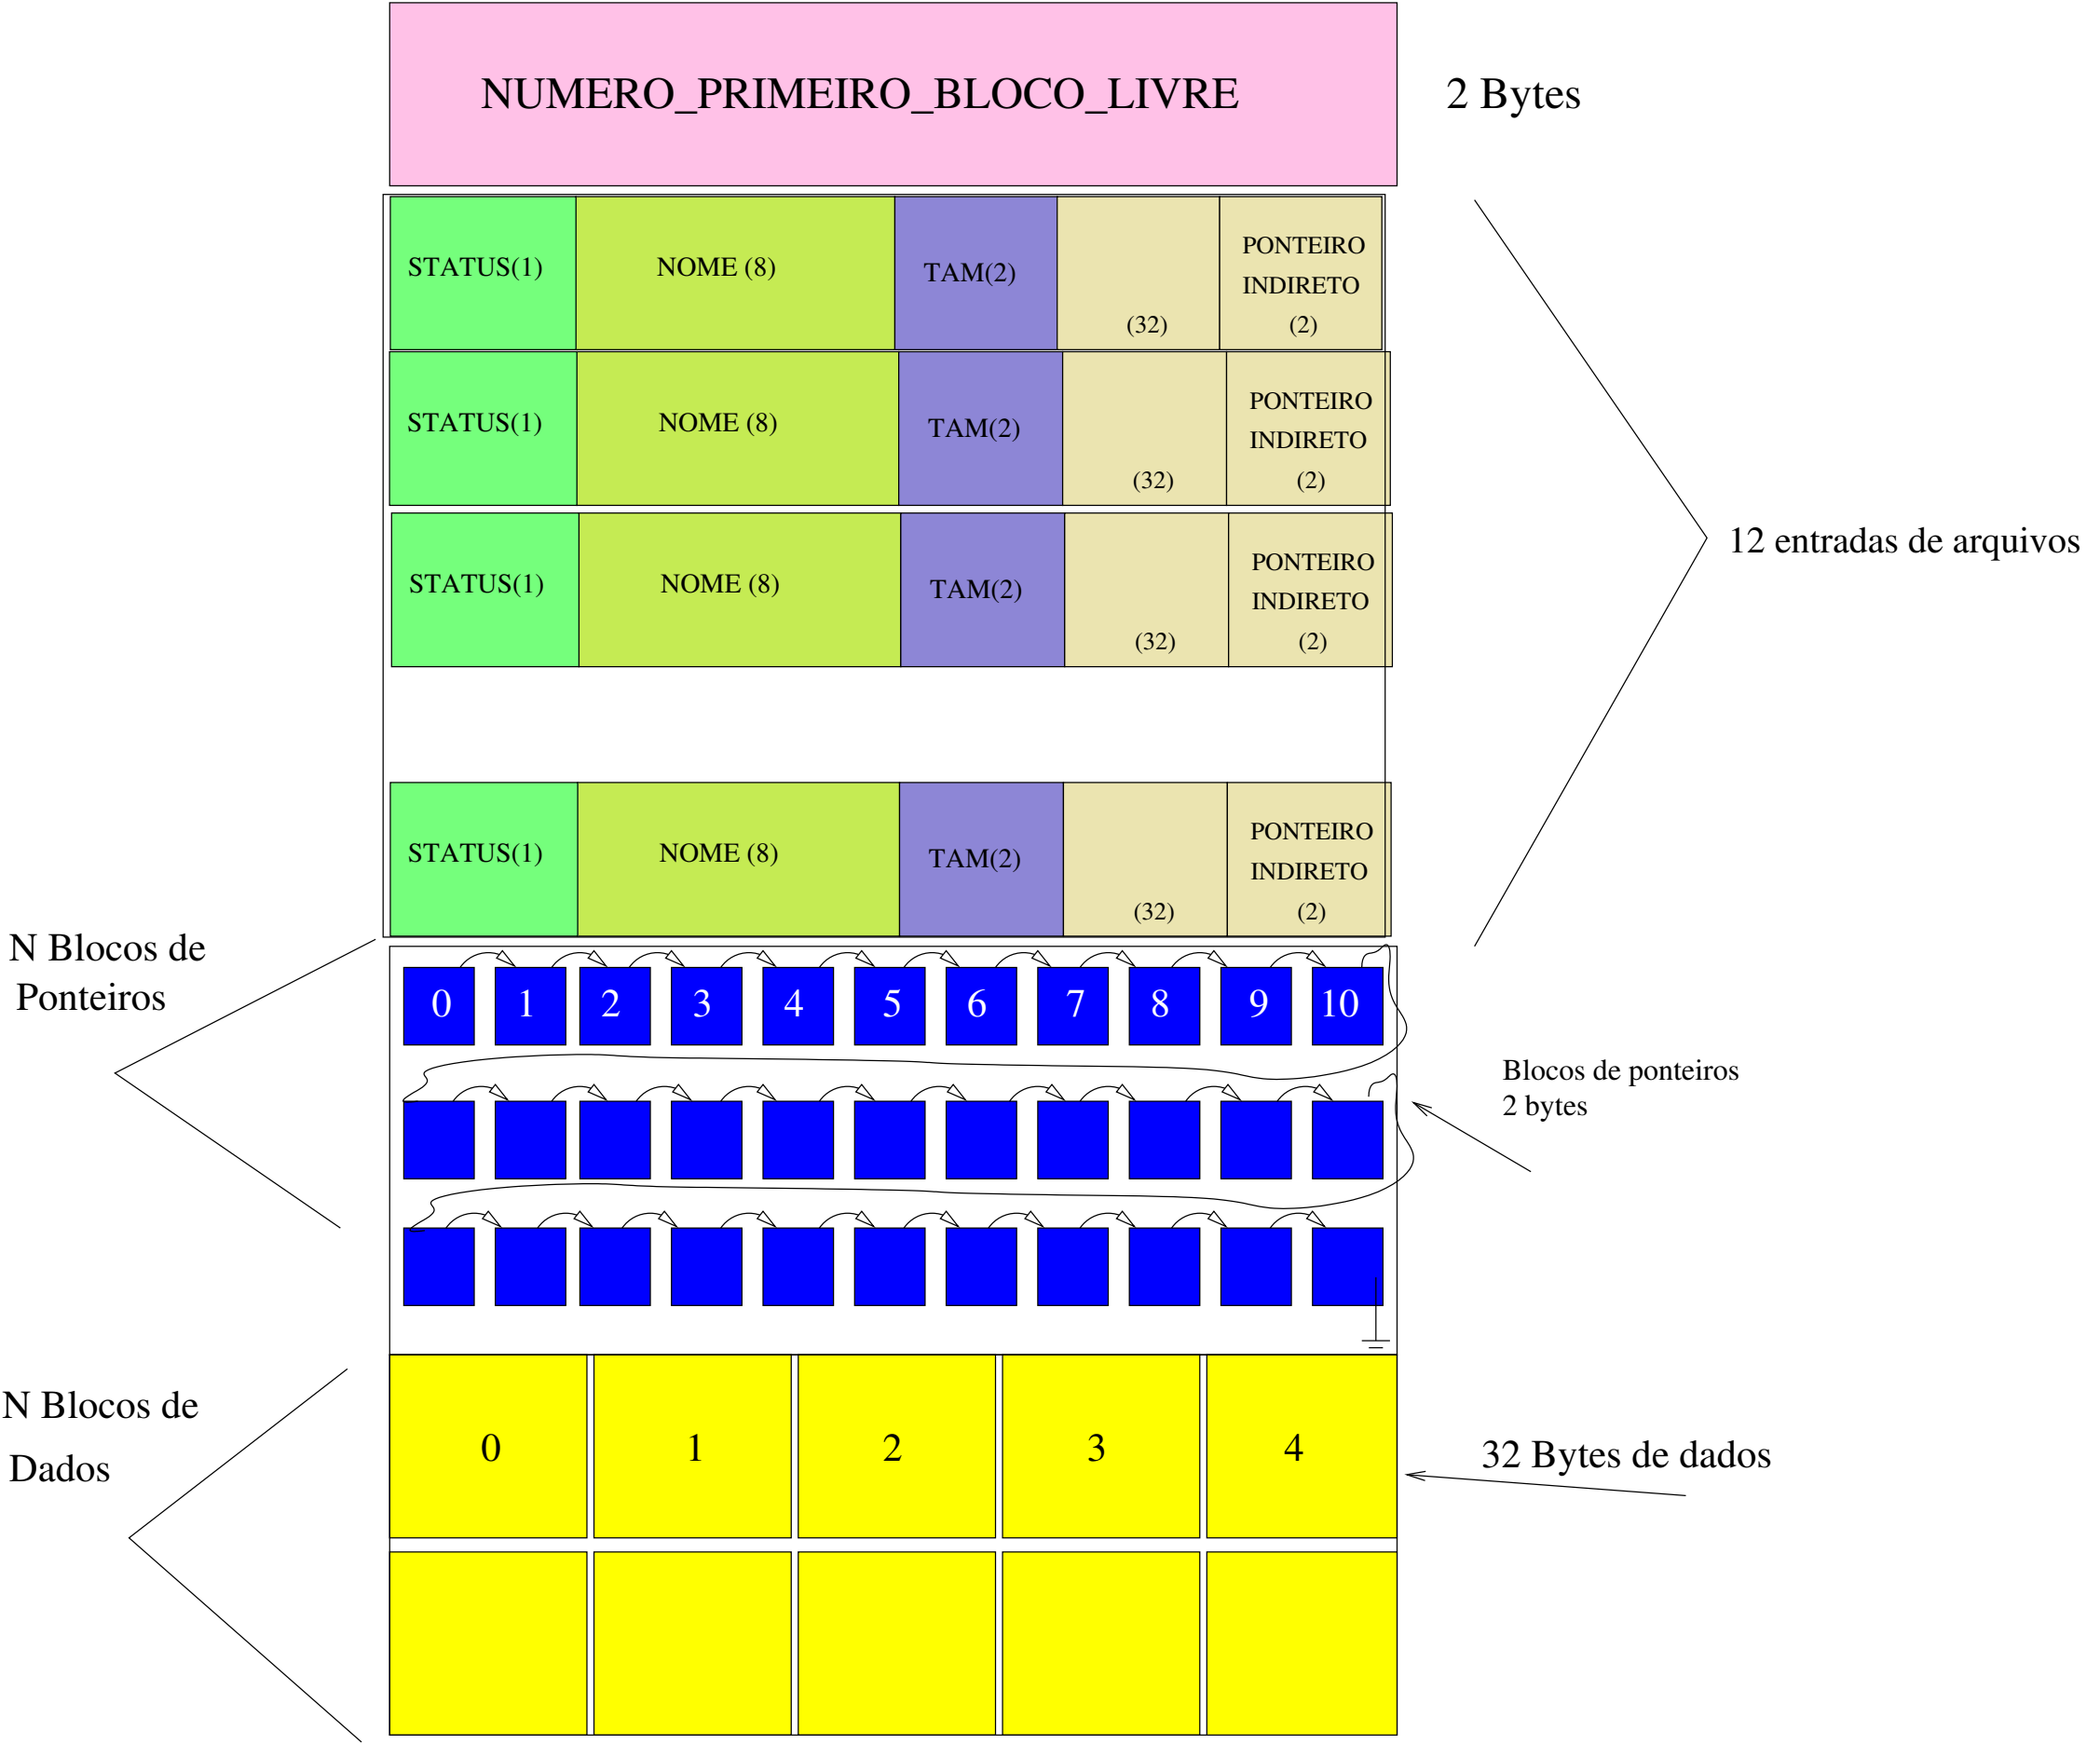 NUMERO_PRIMEIRO_BLOCO_LIVRE
2 Bytes
STATUS(1)
NOME (8)
TAM(2)
(32)
PONTEIRO
INDIRETO
(2)
STATUS(1)
NOME (8)
TAM(2)
(32)
PONTEIRO
INDIRETO
(2)
12 entradas de arquivos
STATUS(1)
NOME (8)
TAM(2)
(32)
PONTEIRO
INDIRETO
(2)
STATUS(1)
NOME (8)
TAM(2)
(32)
PONTEIRO
INDIRETO
(2)
N Blocos de
Ponteiros
0 1 2 3 4 5 6 7 8 9 10
Blocos de ponteiros
2 bytes
N Blocos de
Dados
0 1 2 3 4
32 Bytes de dados